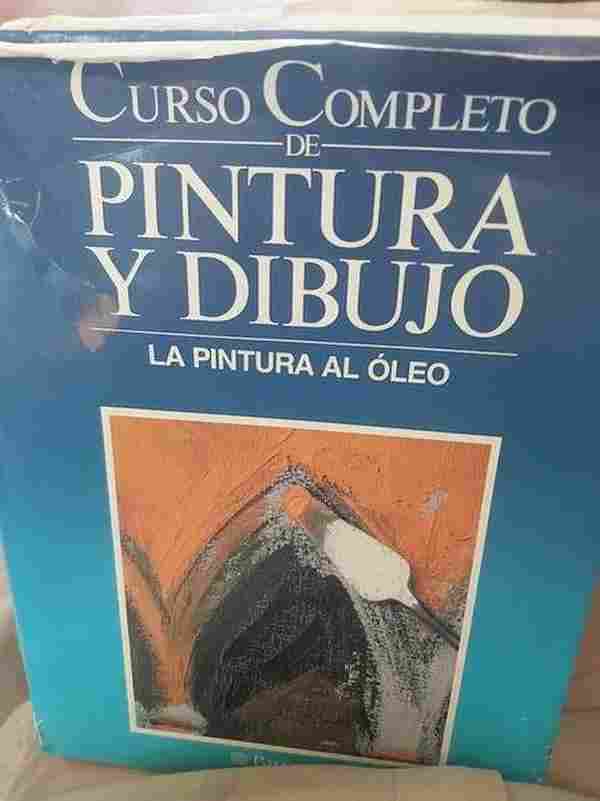 CURSO COMPLETO
DE
PINTURA
Y DIBUJO
LA PINTURA AL ÓLEO